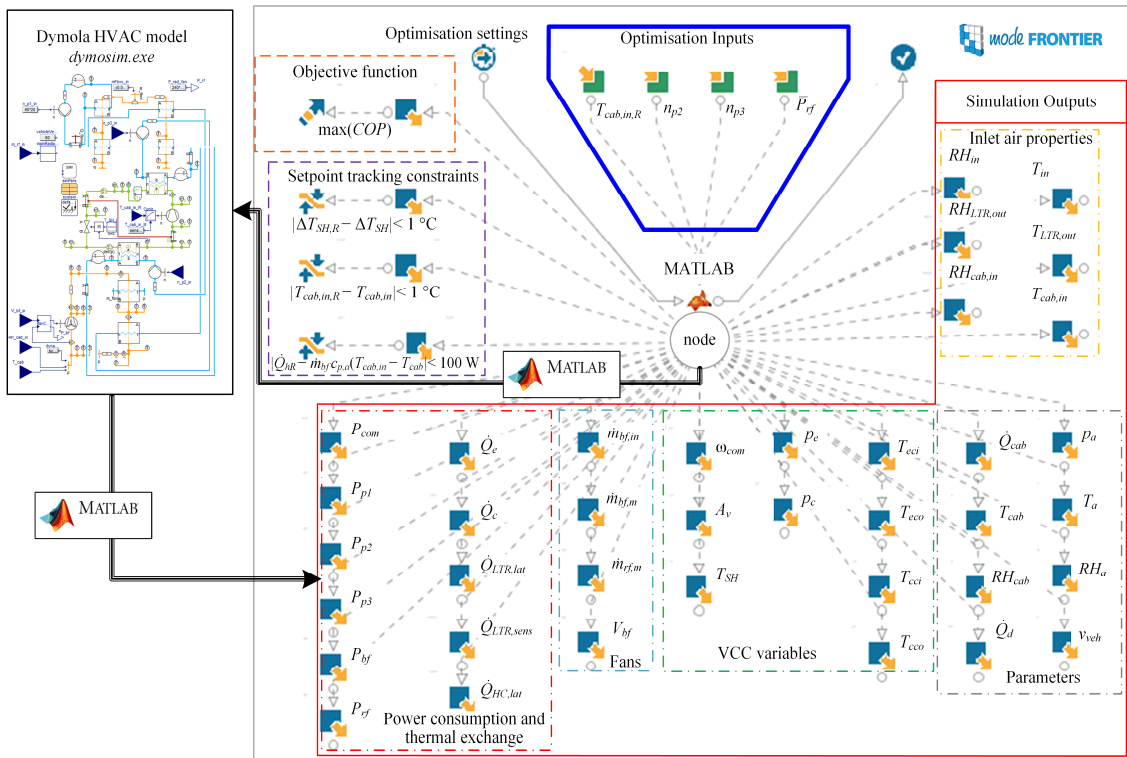 Dymola HVAC model
dymosim.exe
MATLAB
Optimisation settings
Optimisation Inputs
T_cab,in,R
n_p2
n_p3
P̅_rf
mode FRONTIER
Objective function
max(COP)
Setpoint tracking constraints
|ΔT_SH,R − ΔT_SH| < 1 °C
|T_cab,in,R − T_cab,in| < 1 °C
Q̇_hR − ṁ_bf c_p,a(T_cab,in − T_cab| < 100 W
MATLAB
node
MATLAB
Simulation Outputs
Inlet air properties
RH_in
T_in
RH_LTR,out
T_LTR,out
RH_cab,in
T_cab,in
P_com
P_p1
P_p2
P_p3
P_bf
P_rf
Q̇_e
Q̇_c
Q̇_LTR,lat
Q̇_LTR,sens
Q̇_HC,lat
Power consumption and
thermal exchange
ṁ_bf,in
ṁ_bf,m
ṁ_rf,m
V_bf
Fans
ω_com
A_v
T_SH
p_e
p_c
T_eci
T_eco
T_cci
T_cco
VCC variables
Q̇_cab
T_cab
RH_cab
Q̇_d
p_a
T_a
RH_a
v_veh
Parameters